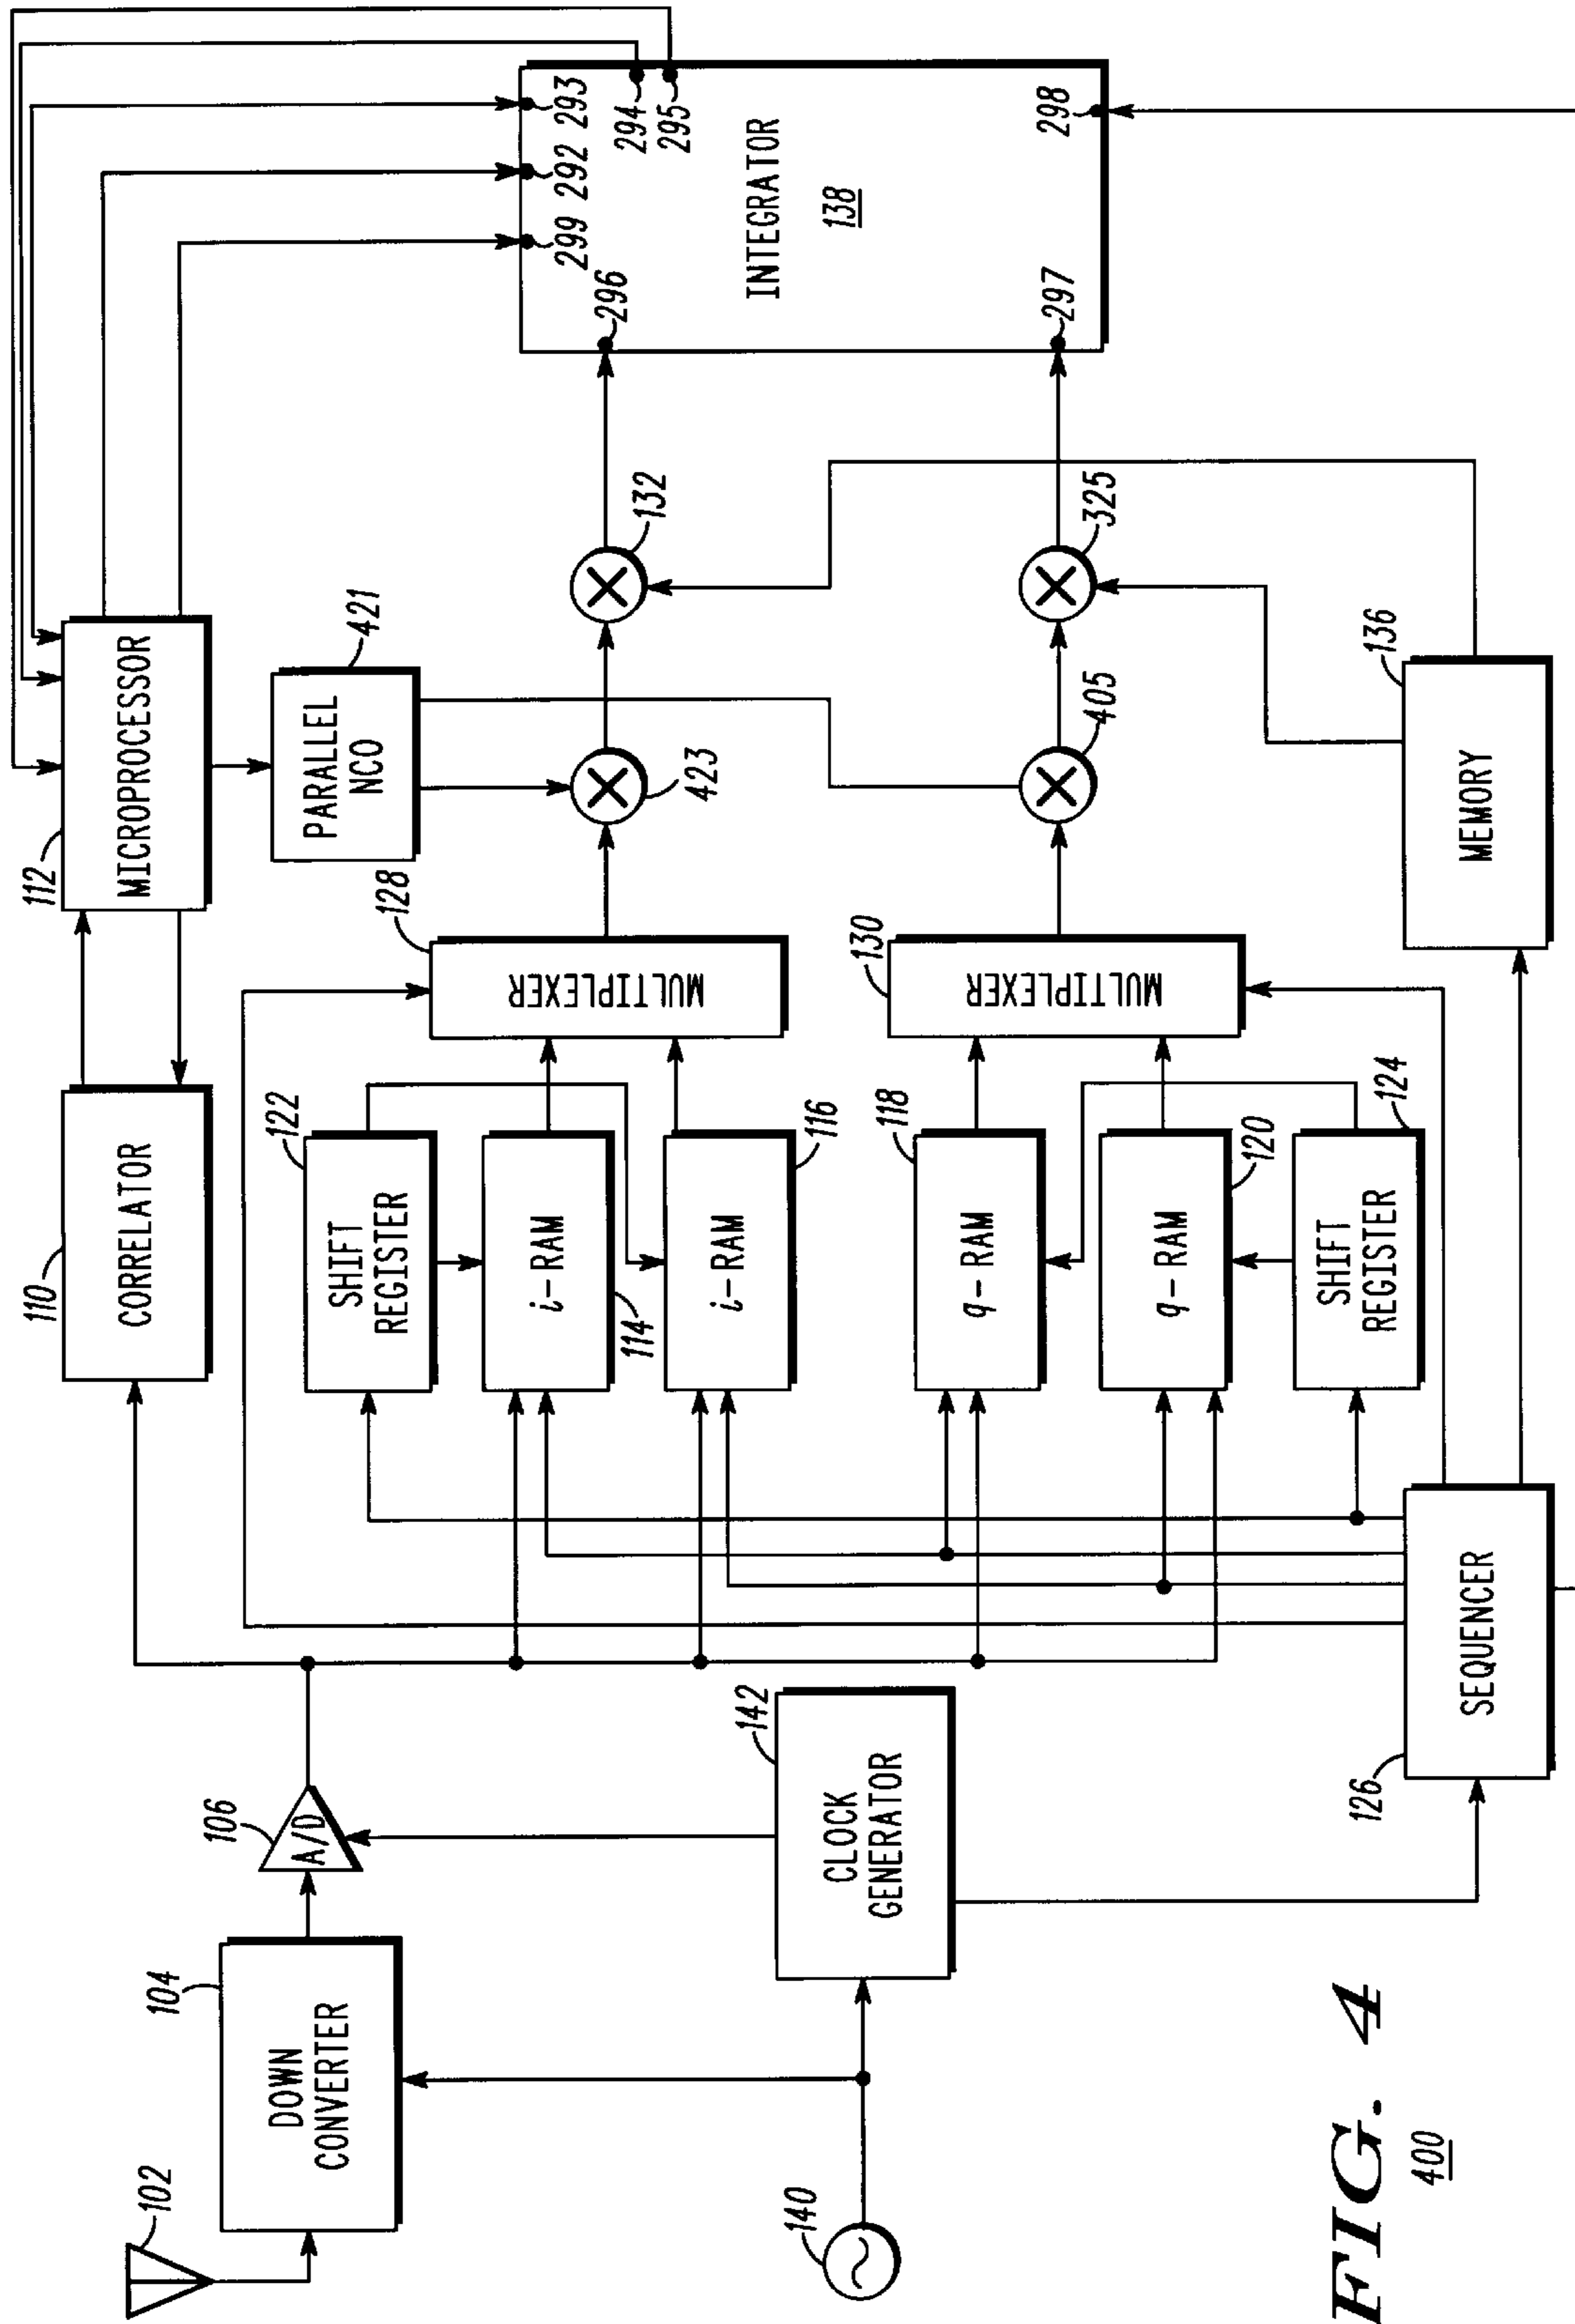 102
104
DOWN
CONVERTER
106
A/D
140
142
CLOCK
GENERATOR
110
CORRELATOR
112
MICROPROCESSOR
421
PARALLEL
NCO
122
SHIFT
REGISTER
i-RAM
114
i-RAM
116
118
q-RAM
q-RAM
120
SHIFT
REGISTER
124
126
SEQUENCER
128
MULTIPLEXER
130
MULTIPLEXER
423
132
405
325
136
MEMORY
299
292
293
294
295
296
297
298
INTEGRATOR
138
FIG. 4
400